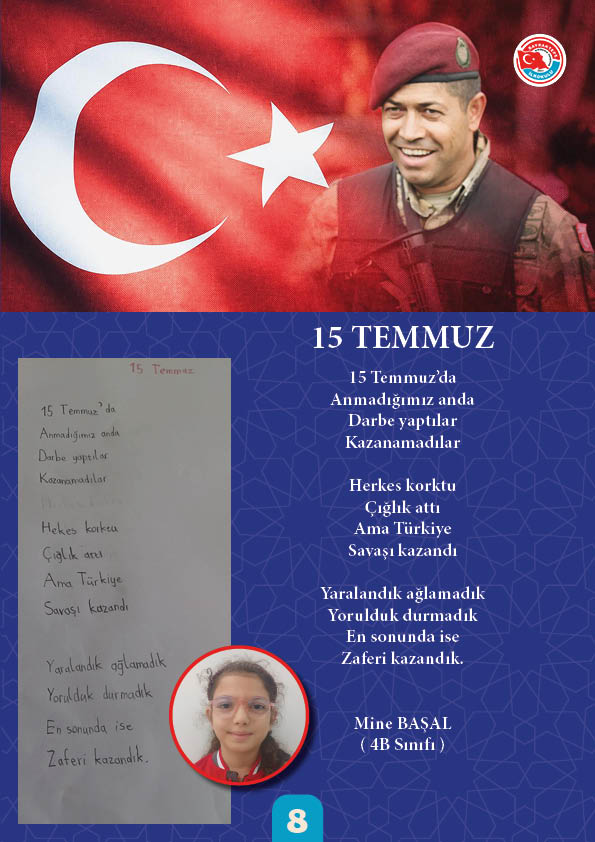 15 TEMMUZ
15 Temmuz’da
Anmadığımız anda
Darbe yaptılar
Kazanamadılar
Herkes korktu
Çığlık attı
Ama Türkiye
Savaşı kazandı
Yaralandık ağlamadık
Yorulduk durmadık
En sonunda ise
Zaferi kazandık.
Mine BAŞAL
( 4B Sınıfı )
15 Temmuz
15 Temmuz’da
Anmadığımız anda
Darbe yaptılar
Kazanamadılar
Hekes korktu
Çığlık attı
Ama Türkiye
Savaşı kazandı
Yaralandık ağlamadık
Yorulduk durmadık
En sonunda ise
Zaferi kazandık.
8